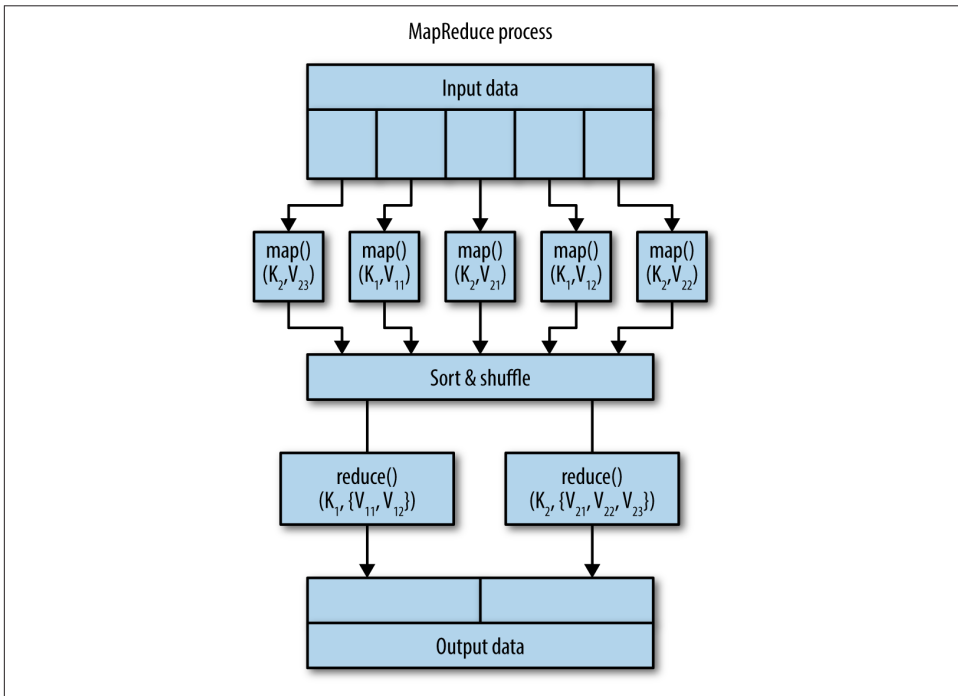 MapReduce process
Input data
map()
(K₂,V₂₃)
map()
(K₁,V₁₁)
map()
(K₂,V₂₁)
map()
(K₁,V₁₂)
map()
(K₂,V₂₂)
Sort & shuffle
reduce()
(K₁, {V₁₁, V₁₂})
reduce()
(K₂, {V₂₁, V₂₂, V₂₃})
Output data